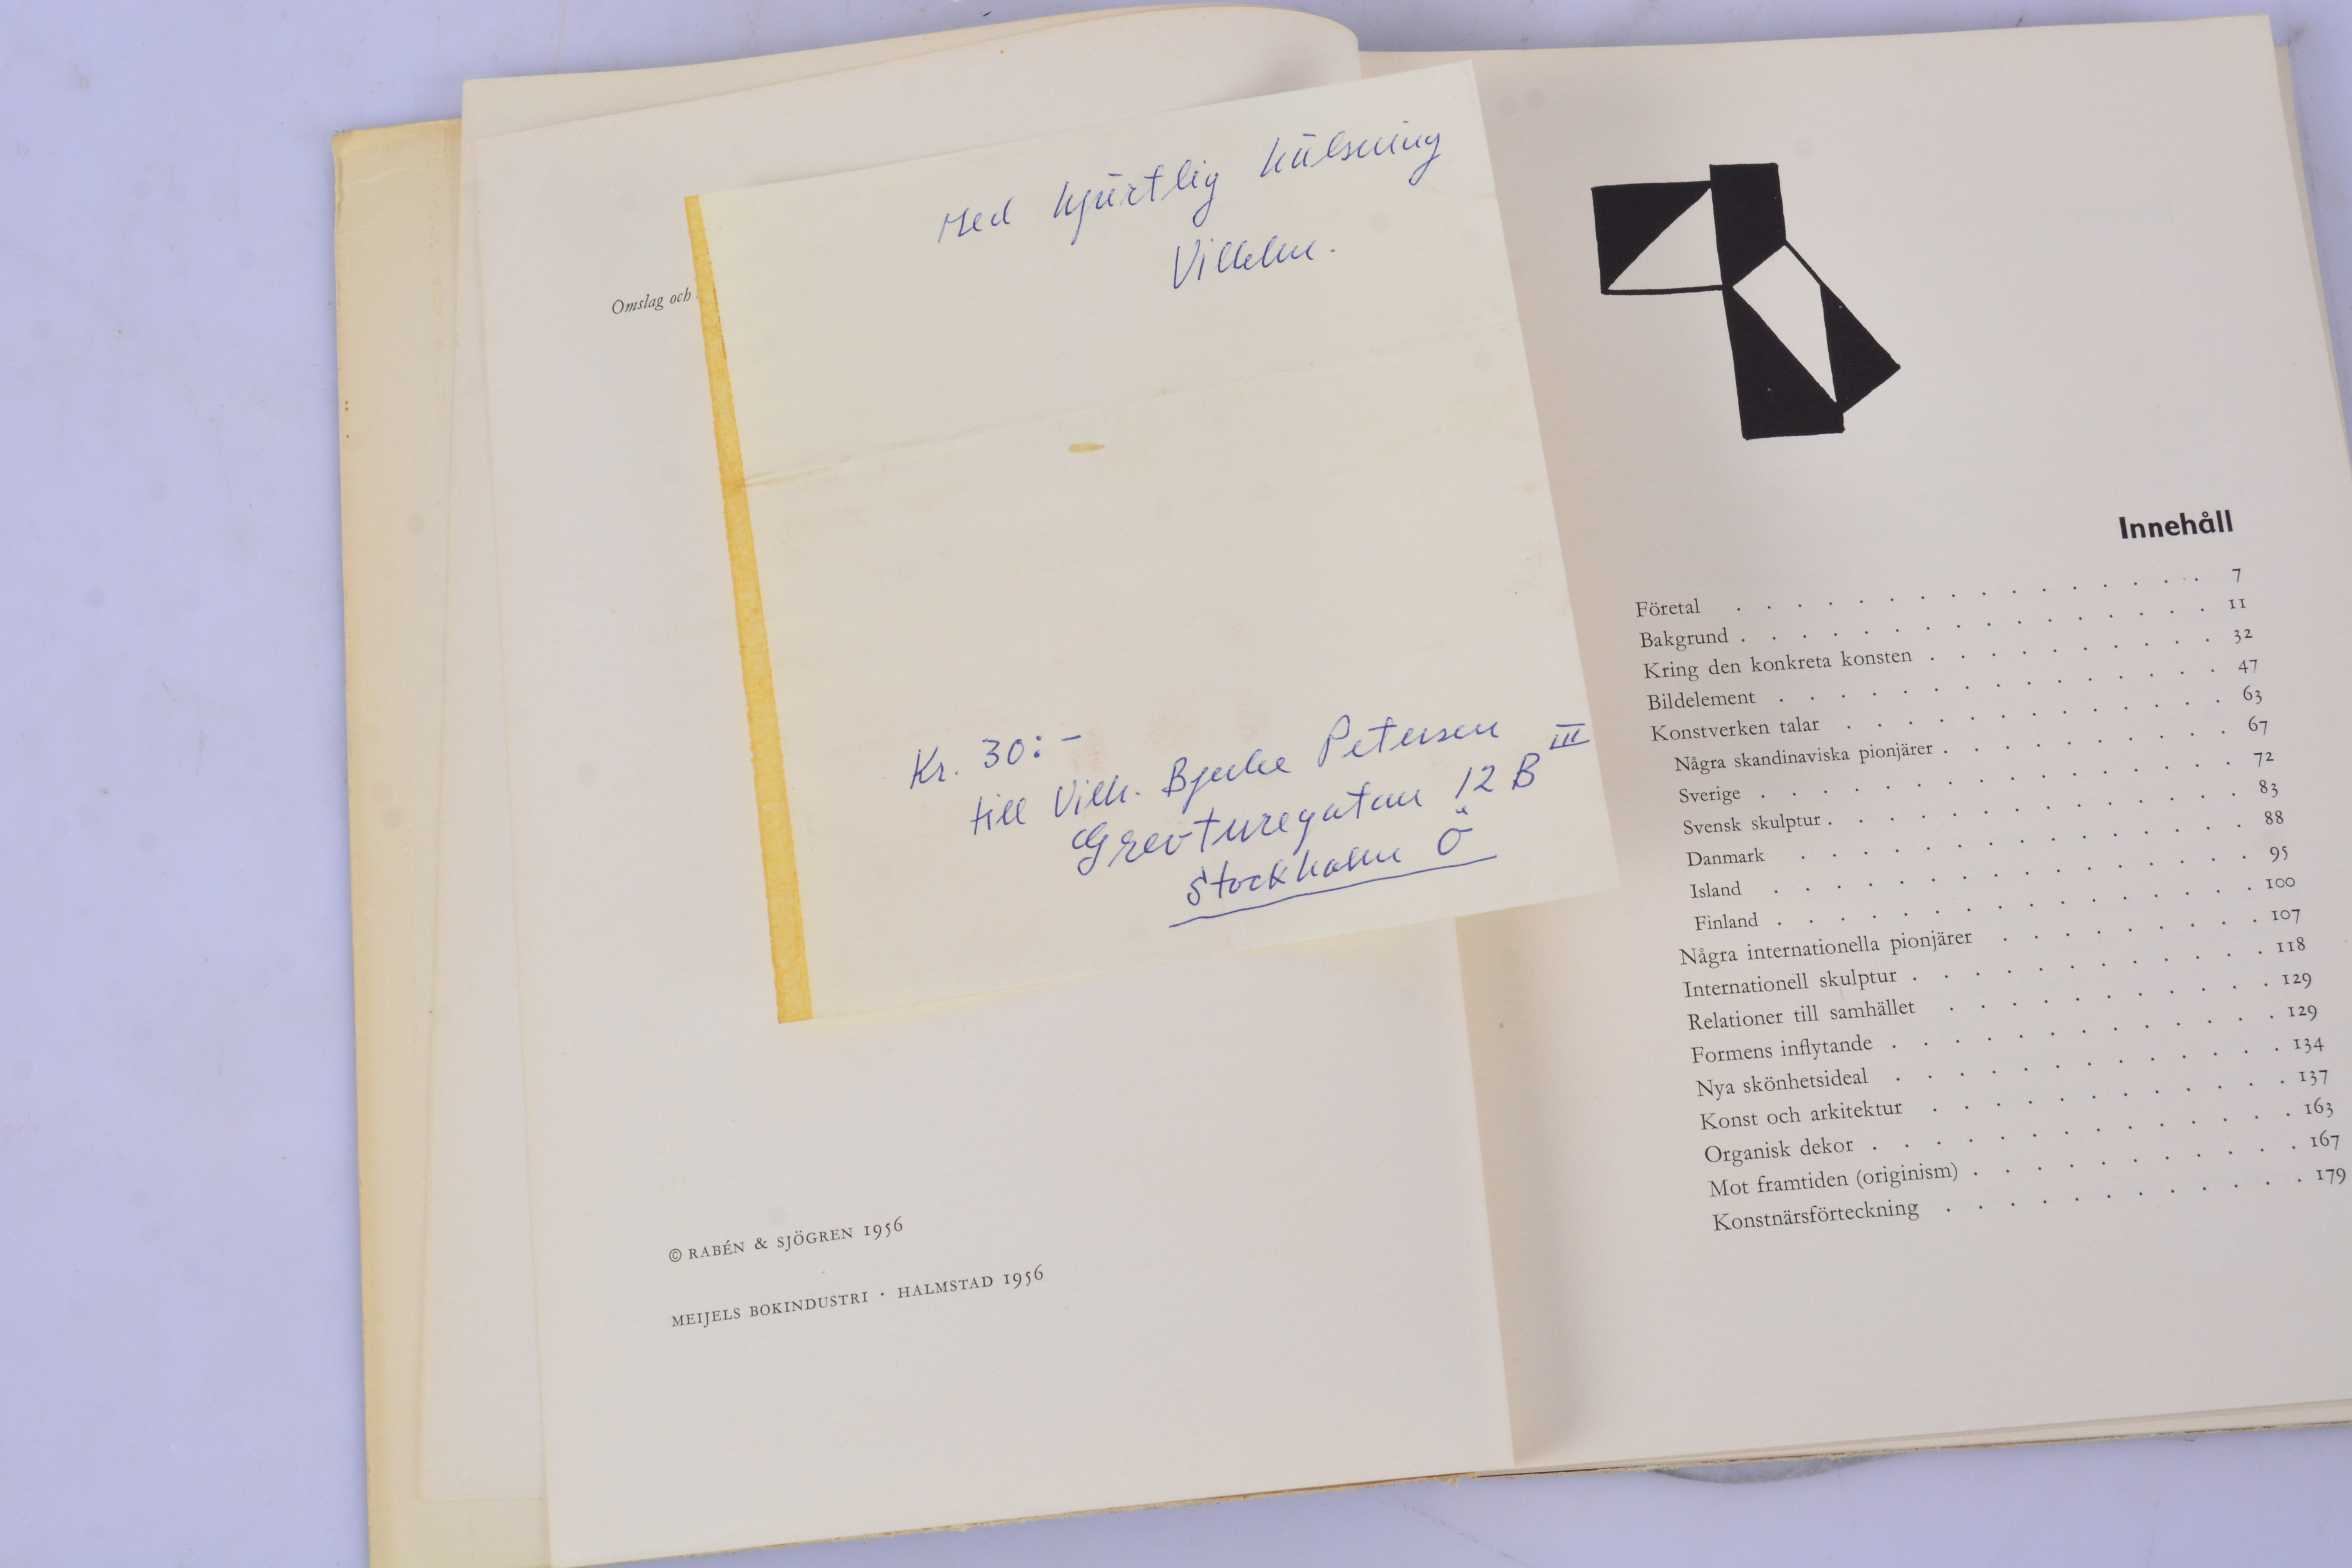 Omslag och
Med hjärtlig hälsning
Vilhelm.
Kr. 30:-
till Vilh. Bjerke Petersen
Grevturegatan 12 B III
Stockholm Ö
© RABÉN & SJÖGREN 1956
MEIJELS BOKINDUSTRI · HALMSTAD 1956
Innehåll
Företal . . . . . . . . . . . . . . . . 7
Bakgrund . . . . . . . . . . . . . . . . 11
Kring den konkreta konsten . . . . . . . . . . 32
Bildelement . . . . . . . . . . . . . . . 47
Konstverken talar . . . . . . . . . . . . . 63
Några skandinaviska pionjärer . . . . . . . . . . 67
Sverige . . . . . . . . . . . . . . . . 72
Svensk skulptur . . . . . . . . . . . . . . 83
Danmark . . . . . . . . . . . . . . . 88
Island . . . . . . . . . . . . . . . . 95
Finland . . . . . . . . . . . . . . . . 100
Några internationella pionjärer . . . . . . . . . 107
Internationell skulptur . . . . . . . . . . . . 118
Relationer till samhället . . . . . . . . . . . 129
Formens inflytande . . . . . . . . . . . . . 129
Nya skönhetsideal . . . . . . . . . . . . . 134
Konst och arkitektur . . . . . . . . . . . . 137
Organisk dekor . . . . . . . . . . . . . . 163
Mot framtiden (originism) . . . . . . . . . . . 167
Konstnärsförteckning . . . . . . . . . . . . 179